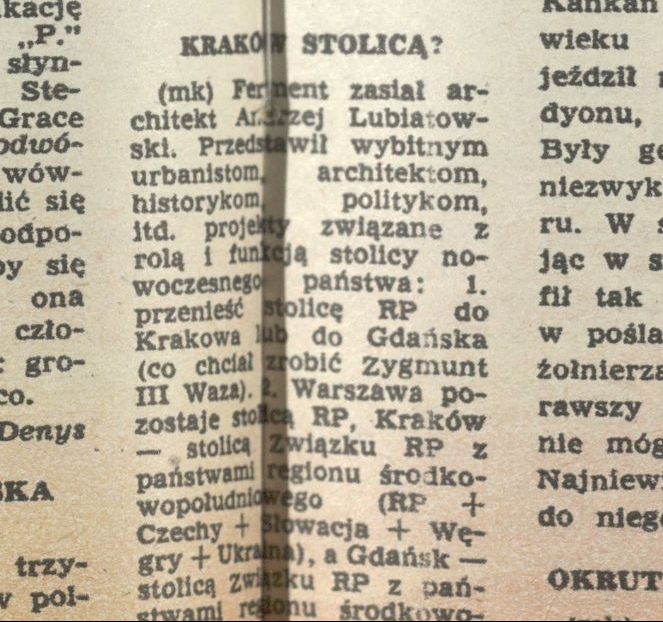 kację
„P."
słyn-
Ste-
Grace
odwó-
wów-
lić się
odpo-
by się
ona
czło-
gro-
co.
Denys
SKA
trzy-
w pol-
KRAKÓW STOLICĄ?
(mk) Ferment zasiał ar-
chitekt Andrzej Lubiatow-
ski. Przedstawił wybitnym
urbanistom, architektom,
historykom, politykom,
itd. projekty związane z
rolą i funkcją stolicy no-
woczesnego państwa: 1.
przenieść stolicę RP do
Krakowa lub do Gdańska
(co chciał zrobić Zygmunt
III Waza). 2. Warszawa po-
zostaje stolicą RP, Kraków
— stolicą Związku RP z
państwami regionu środko-
wopołudniowego (RP +
Czechy + Słowacja + Wę-
gry + Ukraina), a Gdańsk —
stolicą Związku RP z pań-
stwami regionu środkowo-
Kankan
wieku
jeździł
dyonu,
Były gę
niezwyk
ru. W s
jąc w s
fił tak
w pośla
żołnierza
rawszy
nie móg
Najniewi
do nieg
OKRUT